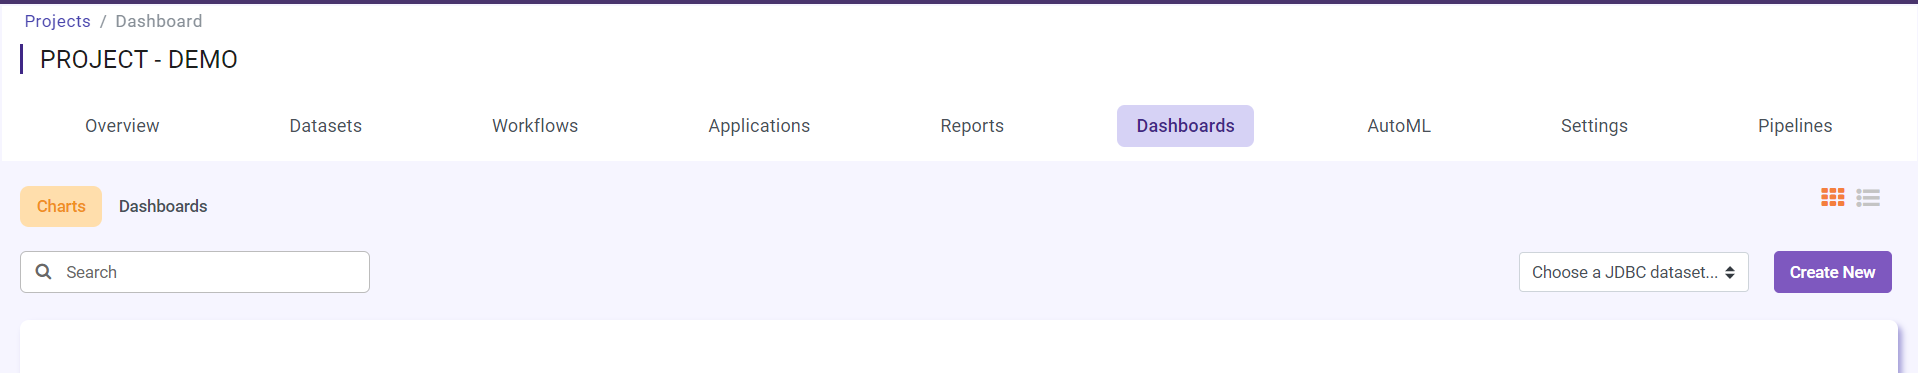 Projects / Dashboard
PROJECT - DEMO
Overview Datasets Workflows Applications Reports Dashboards AutoML Settings Pipelines
Charts Dashboards
Search Choose a JDBC dataset... Create New